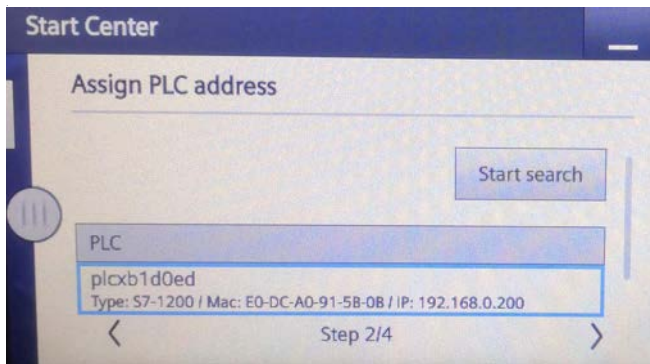 Start Center
Assign PLC address
Start search
PLC
plcxb1d0ed
Type: S7-1200 / Mac: E0-DC-A0-91-5B-0B / IP: 192.168.0.200
Step 2/4